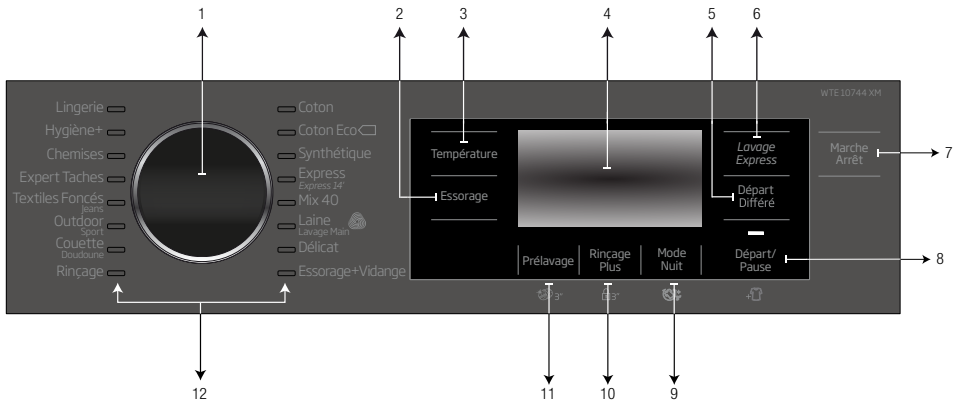 1
2
3
4
5
6
WTE 10744 XM
Lingerie
Hygiène+
Chemises
Expert Taches
Textiles Foncés
Jeans
Outdoor
Sport
Couette
Doudoune
Rinçage
Coton
Coton Eco
Synthétique
Express
Express 14'
Mix 40
Laine
Lavage Main
Délicat
Essorage+Vidange
Température
Essorage
Lavage
Express
Départ
Différé
Marche
Arrêt
7
Prélavage
Rinçage
Plus
Mode
Nuit
Départ/
Pause
8
3"
3"
+
12
11
10
9